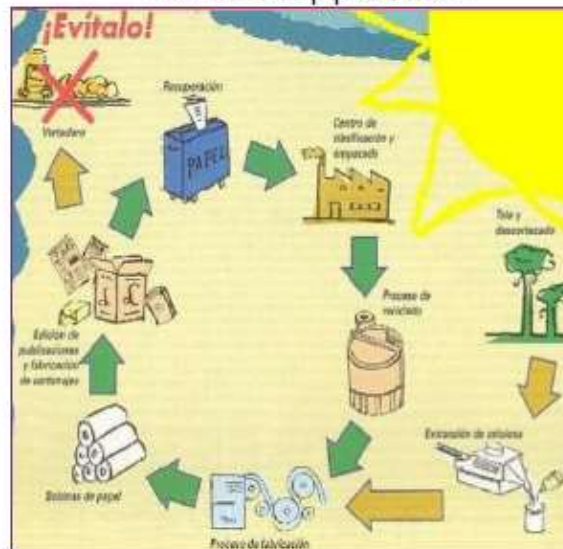 ¡Evítalo!
Vertedero
Recuperación
PAPEL
Centro de
clasificación y
empacado
Tala y
descortezado
Proceso de
reciclado
Edición de
publicaciones
y fabricación
de cartonajes
Extracción de celulosa
Bobinas de papel
Proceso de fabricación